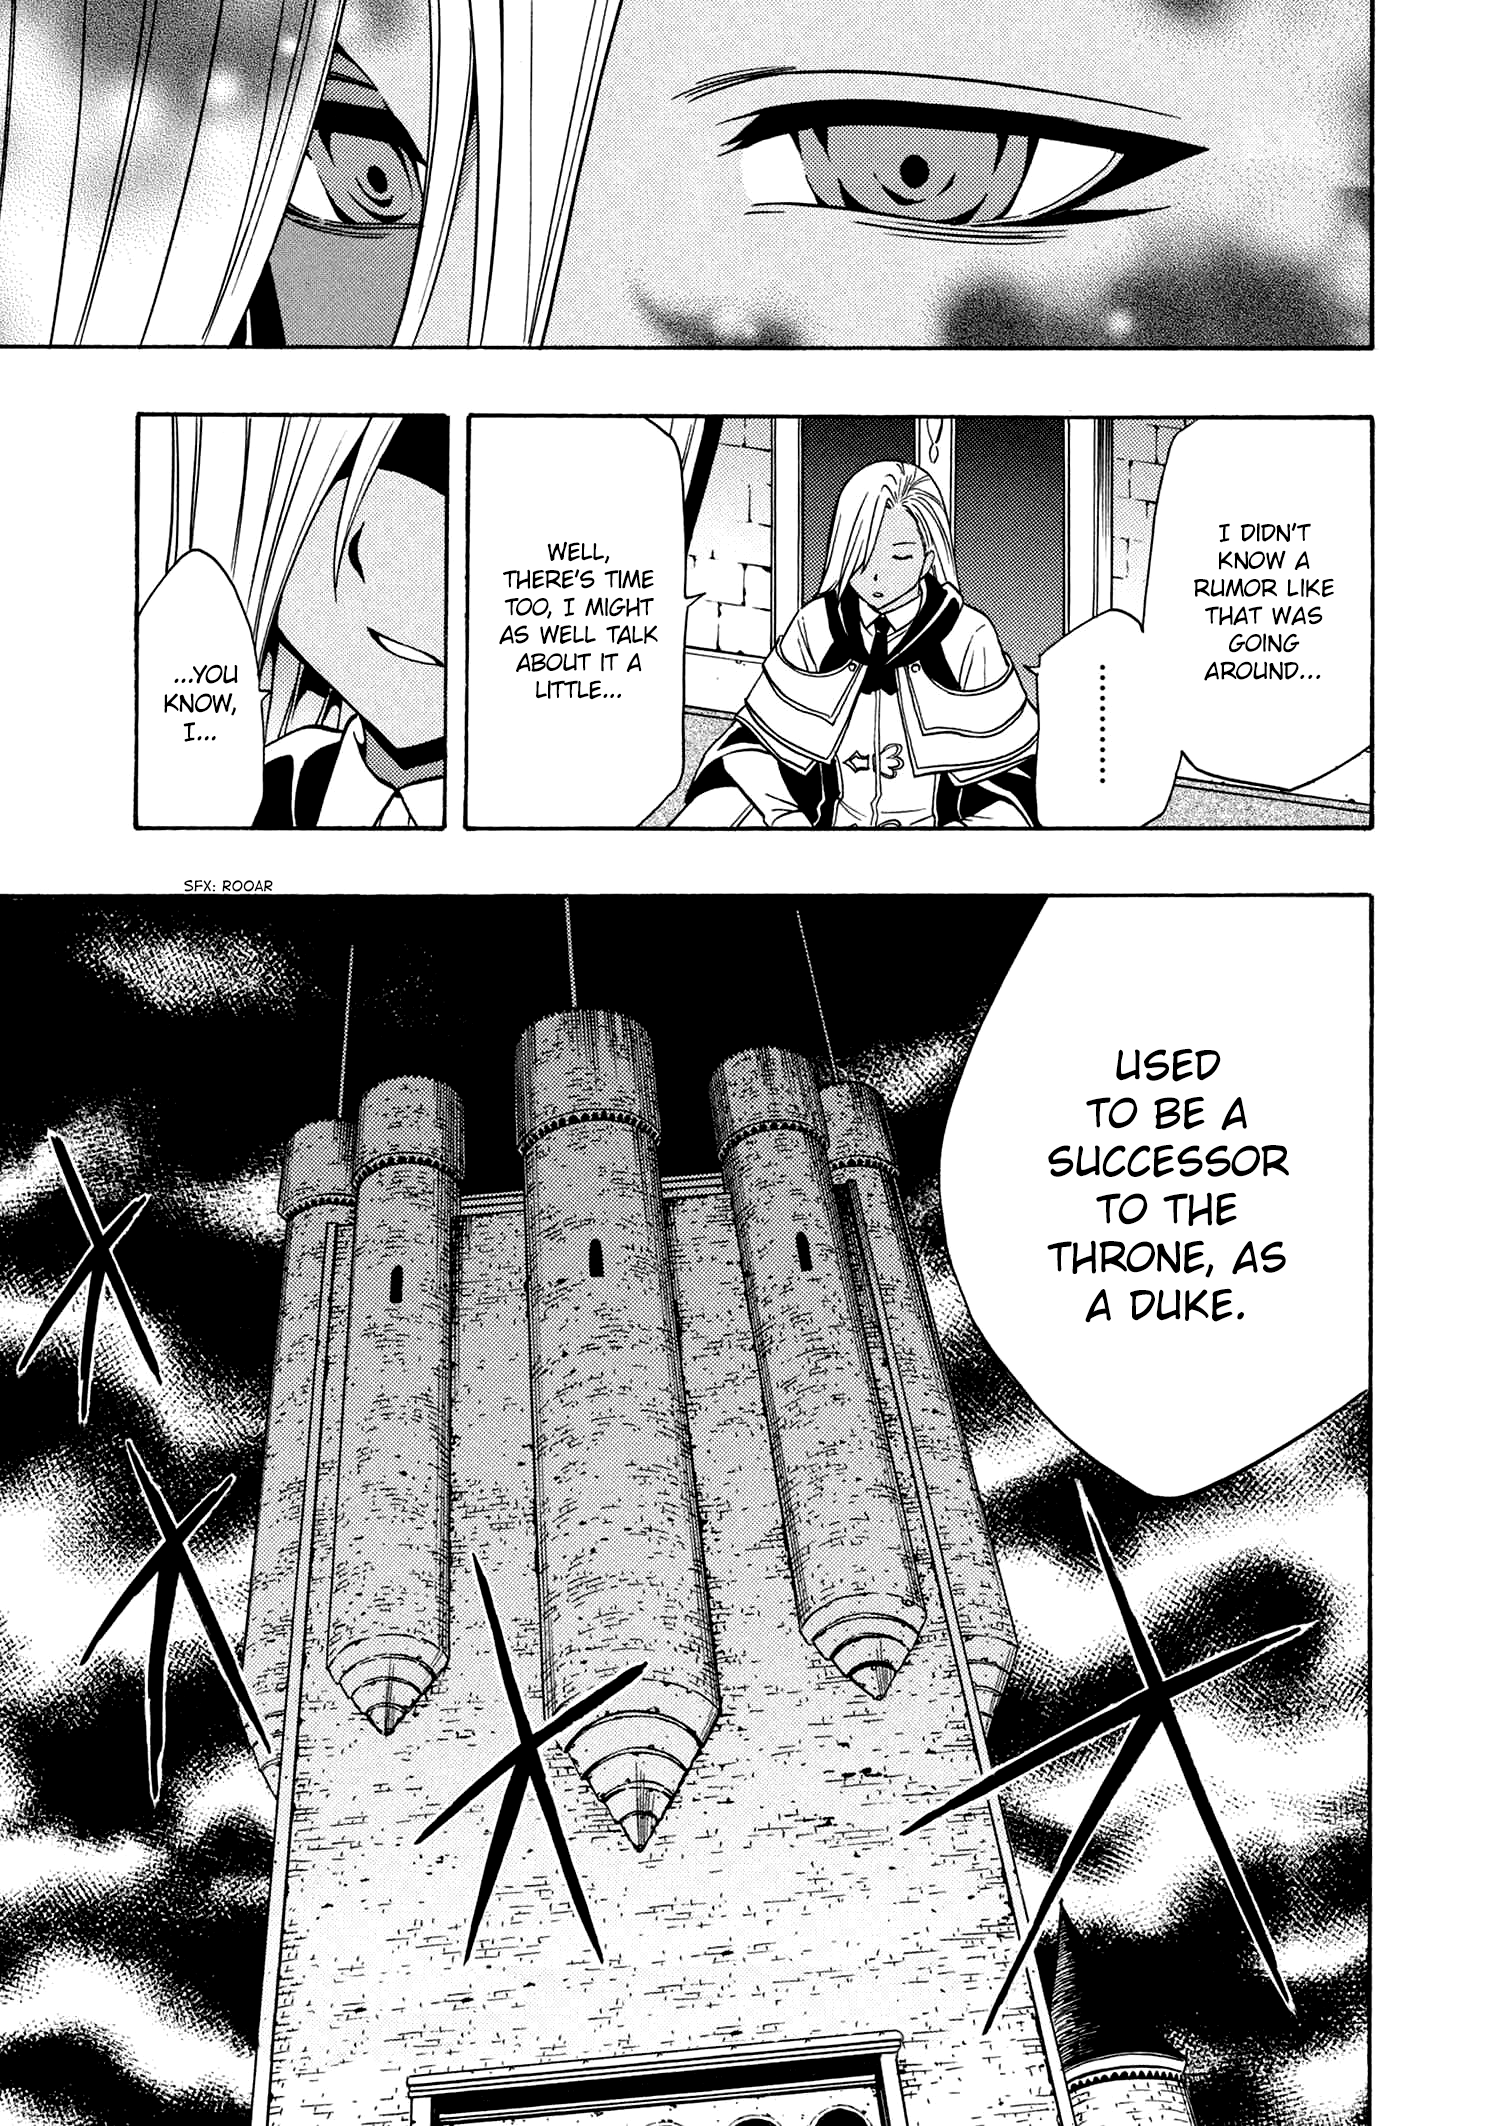 I DIDN'T
KNOW A
RUMOR LIKE
THAT WAS
GOING
AROUND...
.........
WELL,
THERE'S TIME
TOO, I MIGHT
AS WELL TALK
ABOUT IT A
LITTLE...
...YOU
KNOW,
I...
SFX: ROOAR
USED
TO BE A
SUCCESSOR
TO THE
THRONE, AS
A DUKE.